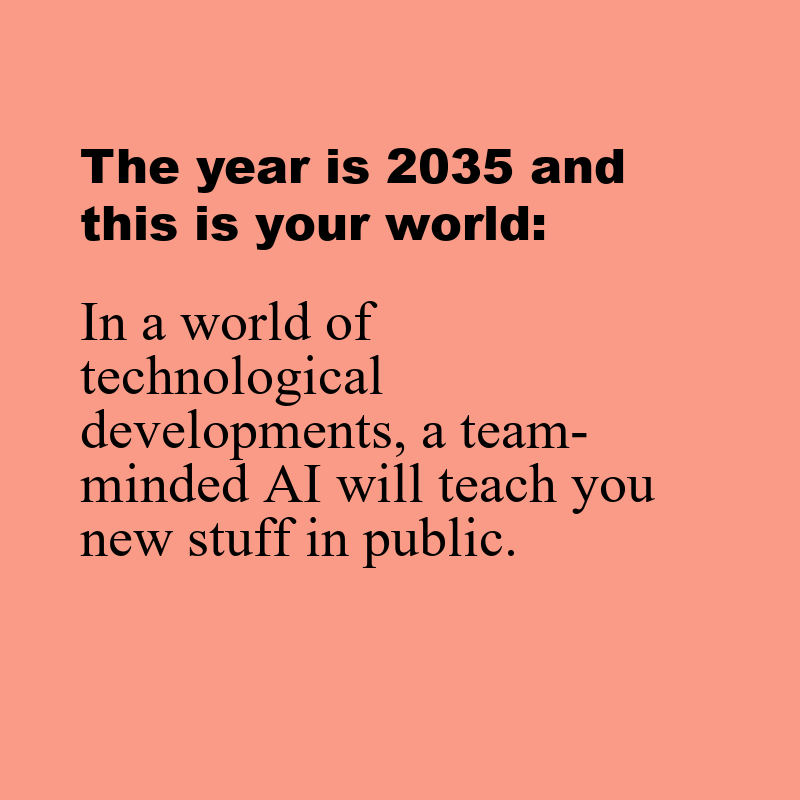 The year is 2035 and
this is your world:
In a world of
technological
developments, a team-
minded AI will teach you
new stuff in public.